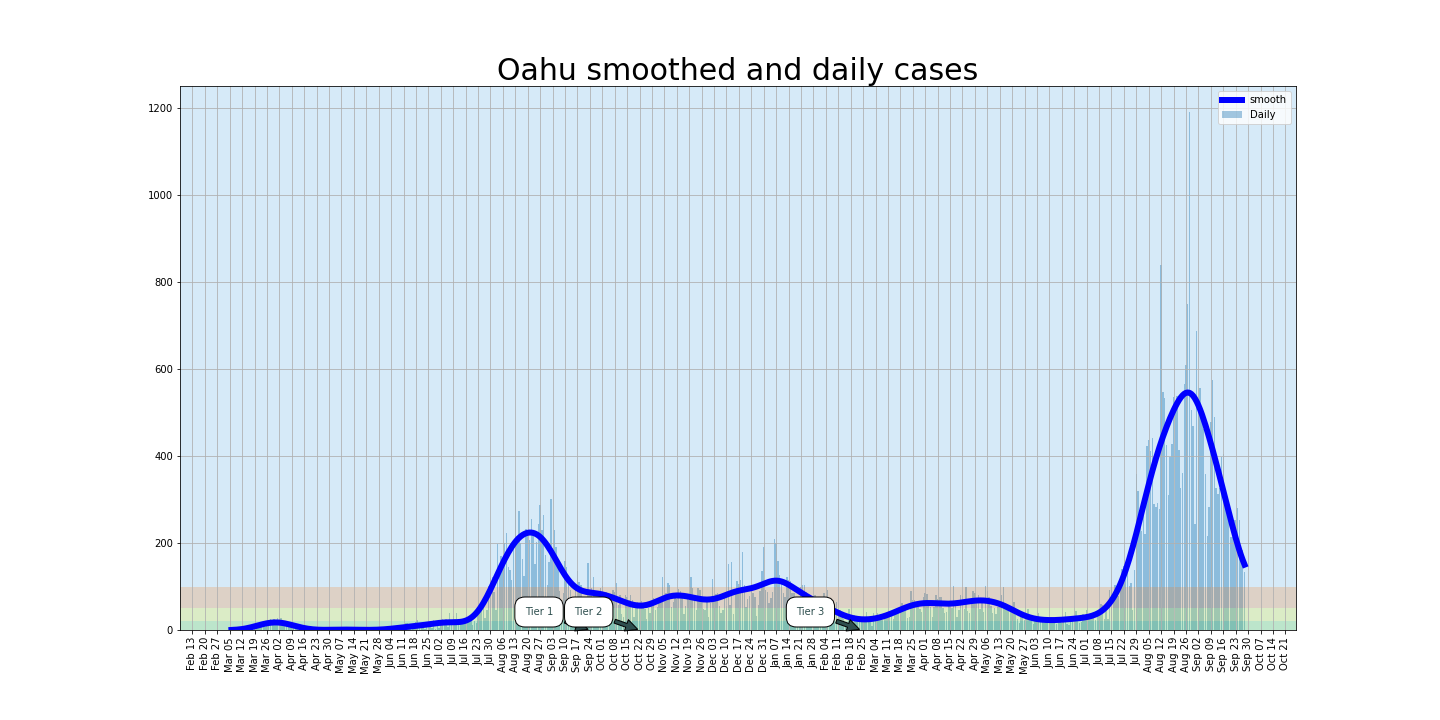 Oahu smoothed and daily cases
smooth
Daily
1200
1000
800
600
400
200
0
Tier 1
Tier 2
Tier 3
Feb 13
Feb 20
Feb 27
Mar 05
Mar 12
Mar 19
Mar 26
Apr 02
Apr 09
Apr 16
Apr 23
Apr 30
May 07
May 14
May 21
May 28
Jun 04
Jun 11
Jun 18
Jun 25
Jul 02
Jul 09
Jul 16
Jul 23
Jul 30
Aug 06
Aug 13
Aug 20
Aug 27
Sep 03
Sep 10
Sep 17
Sep 24
Oct 01
Oct 08
Oct 15
Oct 22
Oct 29
Nov 05
Nov 12
Nov 19
Nov 26
Dec 03
Dec 10
Dec 17
Dec 24
Dec 31
Jan 07
Jan 14
Jan 21
Jan 28
Feb 04
Feb 11
Feb 18
Feb 25
Mar 04
Mar 11
Mar 18
Mar 25
Apr 01
Apr 08
Apr 15
Apr 22
Apr 29
May 06
May 13
May 20
May 27
Jun 03
Jun 10
Jun 17
Jun 24
Jul 01
Jul 08
Jul 15
Jul 22
Jul 29
Aug 05
Aug 12
Aug 19
Aug 26
Sep 02
Sep 09
Sep 16
Sep 23
Sep 30
Oct 07
Oct 14
Oct 21